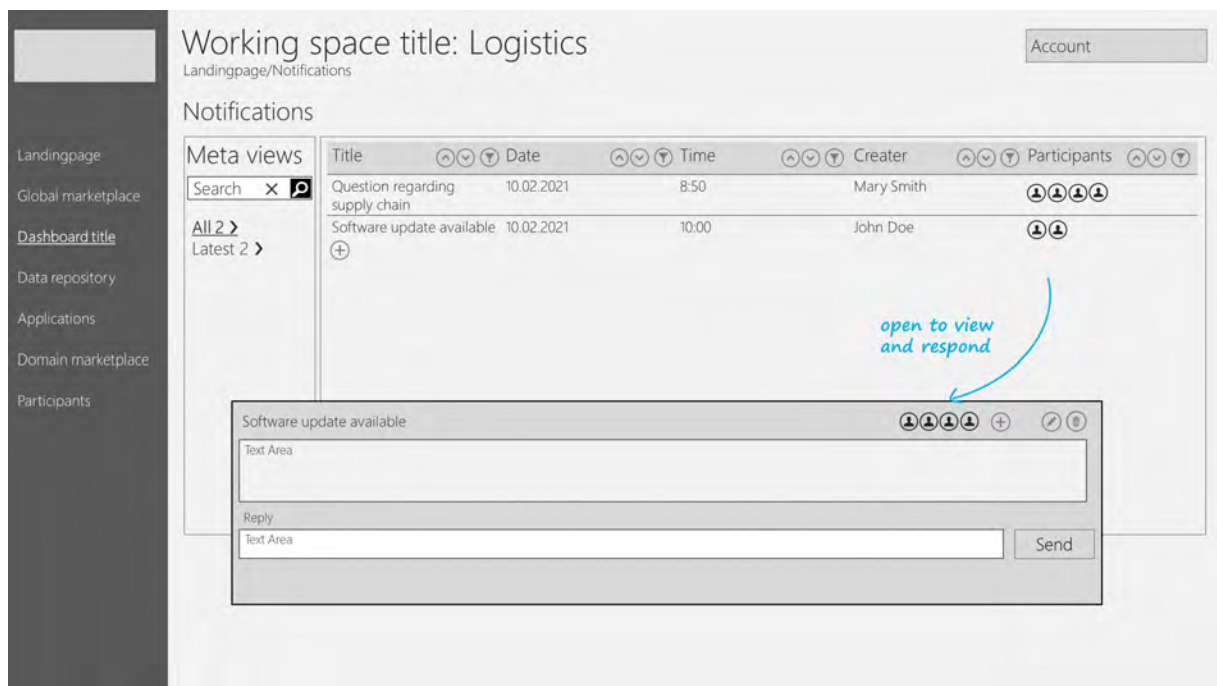 Working space title: Logistics
Account
Landingpage/Notifications
Notifications
Landingpage
Global marketplace
Dashboard title
Data repository
Applications
Domain marketplace
Participants
Meta views
Search
All 2
Latest 2
Title Date Time Creater Participants
Question regarding 10.02.2021 8:50 Mary Smith
supply chain
Software update available 10.02.2021 10:00 John Doe
open to view
and respond
Software update available
Text Area
Reply
Text Area
Send